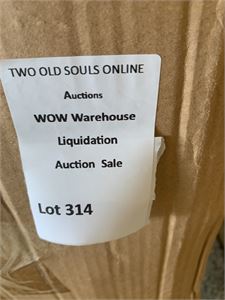 TWO OLD SOULS ONLINE
Auctions
WOW Warehouse
Liquidation
Auction Sale
Lot 314